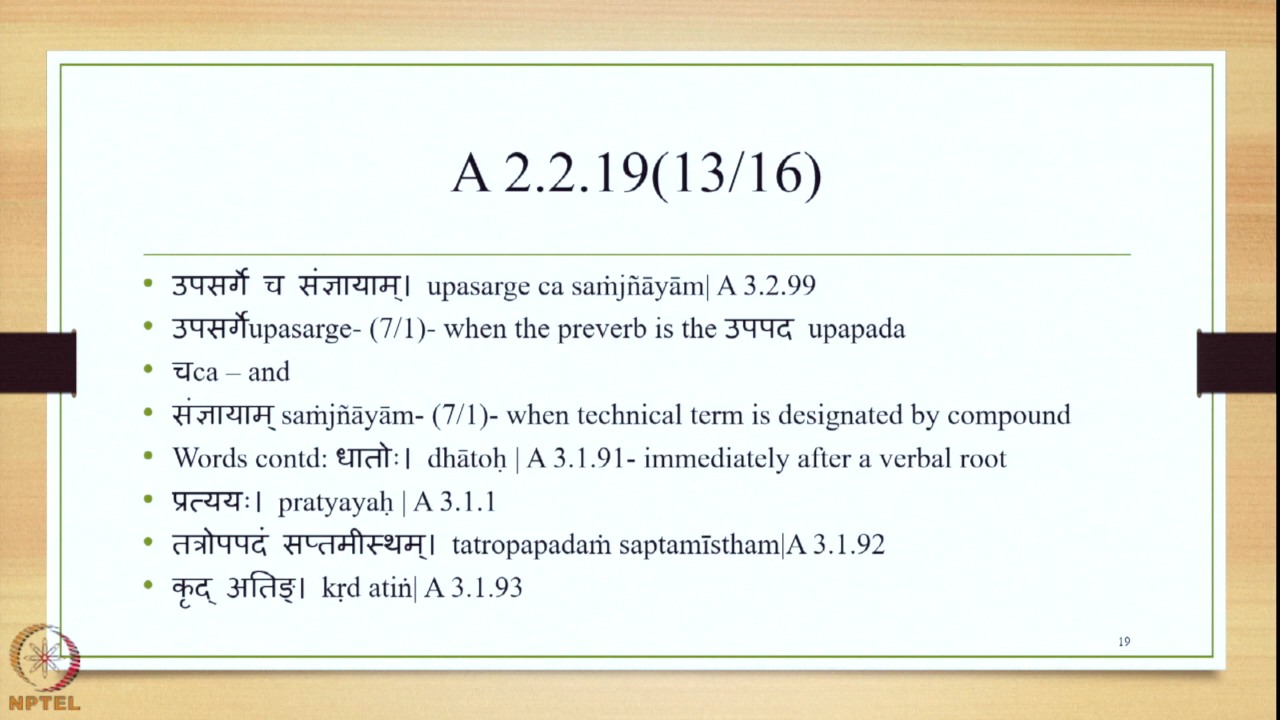 A 2.2.19(13/16)
उपसर्गे च संज्ञायाम्। upasarge ca saṁjñāyām| A 3.2.99
उपसर्गेupasarge- (7/1)- when the preverb is the उपपद upapada
चca – and
संज्ञायाम् saṁjñāyām- (7/1)- when technical term is designated by compound
Words contd: धातोः। dhātoḥ | A 3.1.91- immediately after a verbal root
प्रत्ययः। pratyayaḥ | A 3.1.1
तत्रोपपदं सप्तमीस्थम्। tatropapadaṁ saptamīstham|A 3.1.92
कृद् अतिङ्। kṛd atiṅ| A 3.1.93
19
NPTEL